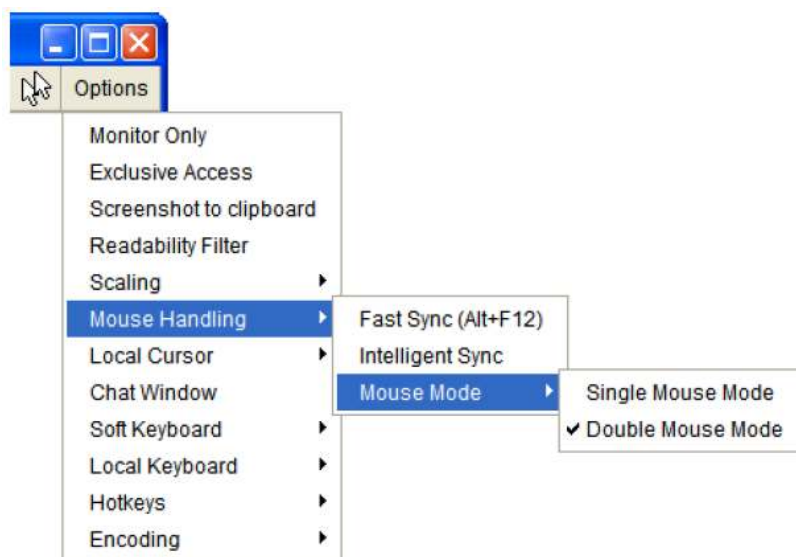 Options
Monitor Only
Exclusive Access
Screenshot to clipboard
Readability Filter
Scaling
Mouse Handling
Local Cursor
Chat Window
Soft Keyboard
Local Keyboard
Hotkeys
Encoding
Fast Sync (Alt+F12)
Intelligent Sync
Mouse Mode
Single Mouse Mode
Double Mouse Mode